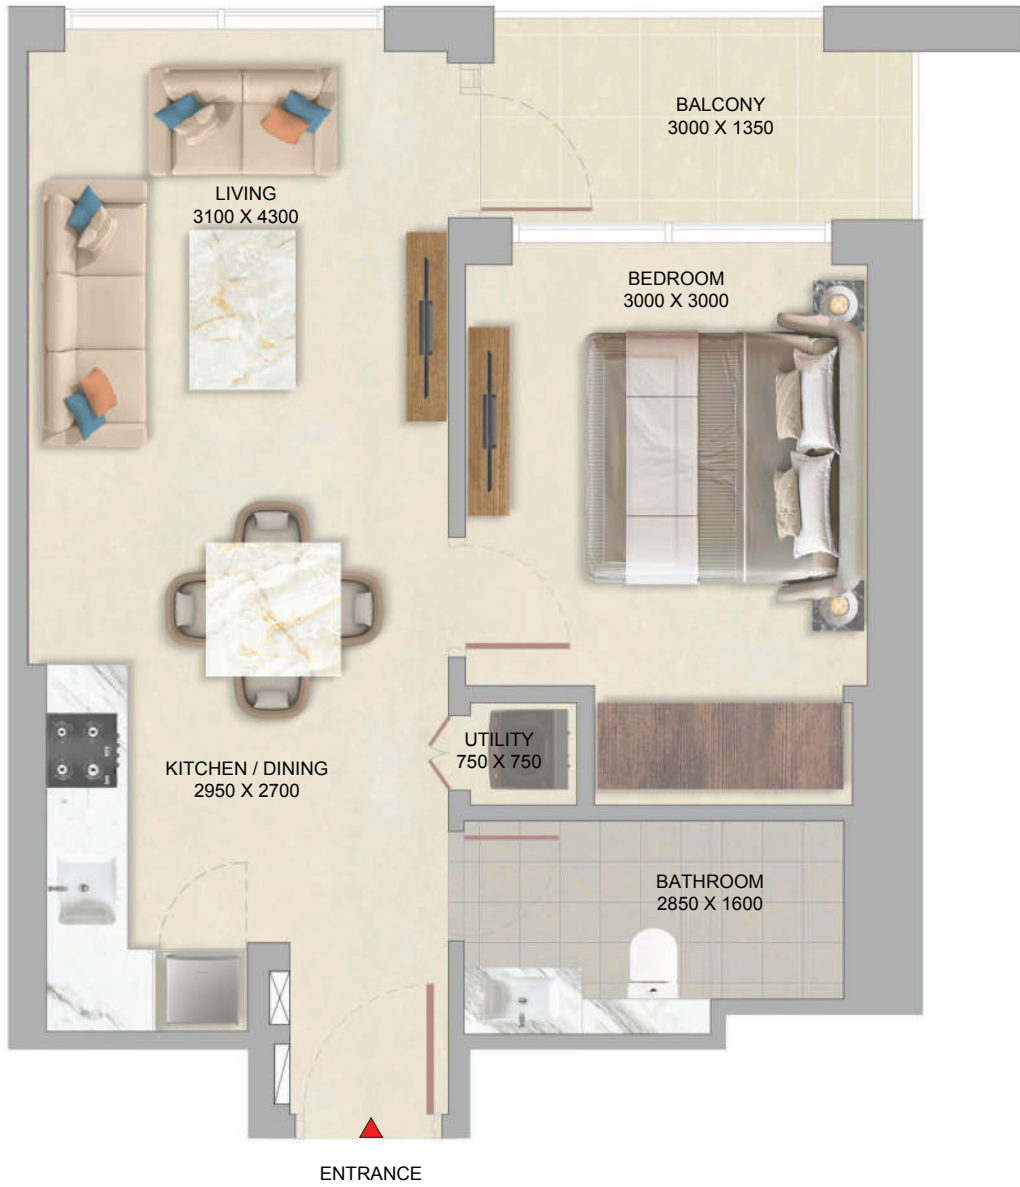 BALCONY
3000 X 1350
LIVING
3100 X 4300
BEDROOM
3000 X 3000
UTILITY
750 X 750
KITCHEN / DINING
2950 X 2700
BATHROOM
2850 X 1600
ENTRANCE